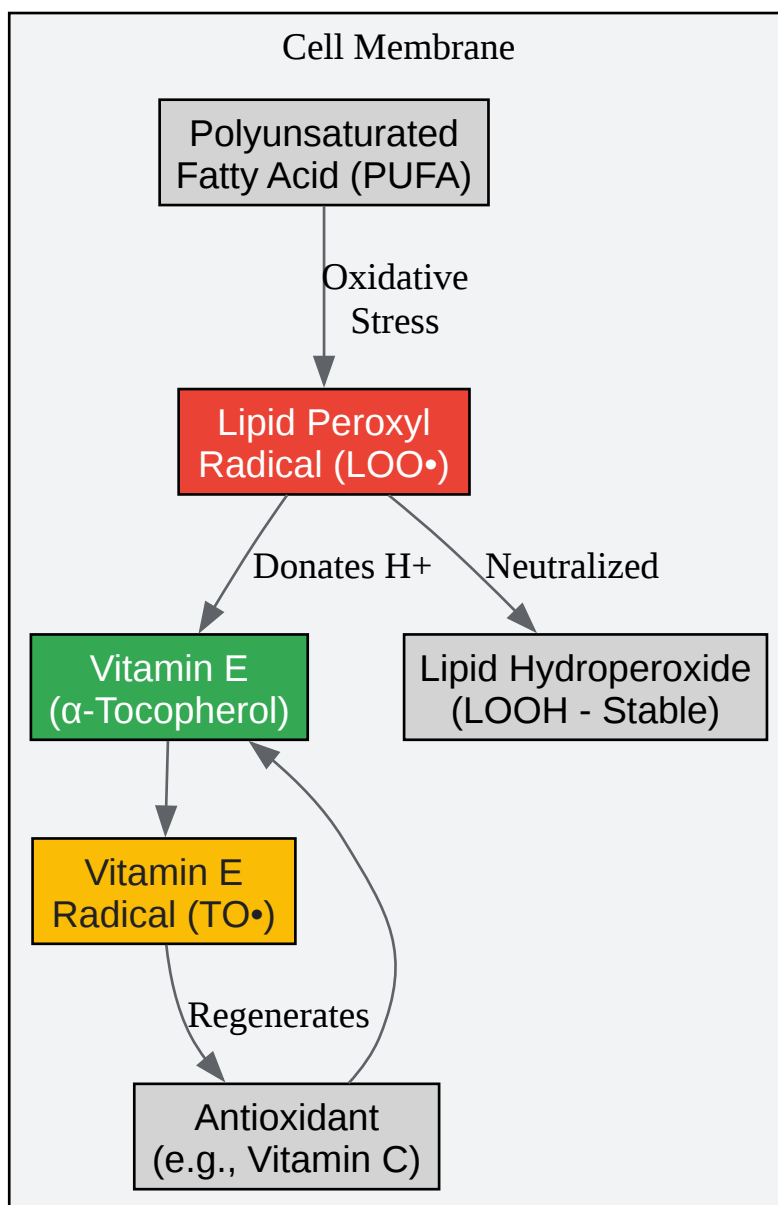 Cell Membrane
Polyunsaturated
Fatty Acid (PUFA)
Oxidative
Stress
Lipid Peroxyl
Radical (LOO•)
Donates H+
Neutralized
Vitamin E
(α-Tocopherol)
Lipid Hydroperoxide
(LOOH - Stable)
Vitamin E
Radical (TO•)
Regenerates
Antioxidant
(e.g., Vitamin C)